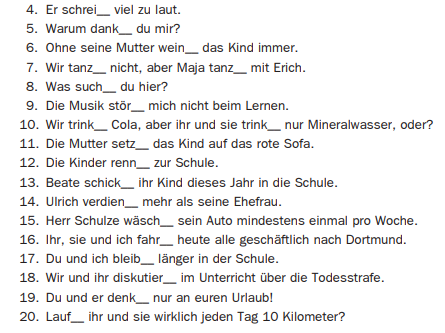 4. Er schrei__ viel zu laut.
5. Warum dank__ du mir?
6. Ohne seine Mutter wein__ das Kind immer.
7. Wir tanz__ nicht, aber Maja tanz__ mit Erich.
8. Was such__ du hier?
9. Die Musik stör__ mich nicht beim Lernen.
10. Wir trink__ Cola, aber ihr und sie trink__ nur Mineralwasser, oder?
11. Die Mutter setz__ das Kind auf das rote Sofa.
12. Die Kinder renn__ zur Schule.
13. Beate schick__ ihr Kind dieses Jahr in die Schule.
14. Ulrich verdien__ mehr als seine Ehefrau.
15. Herr Schulze wäsch__ sein Auto mindestens einmal pro Woche.
16. Ihr, sie und ich fahr__ heute alle geschäftlich nach Dortmund.
17. Du und ich bleib__ länger in der Schule.
18. Wir und ihr diskutier__ im Unterricht über die Todesstrafe.
19. Du und er denk__ nur an euren Urlaub!
20. Lauf__ ihr und sie wirklich jeden Tag 10 Kilometer?